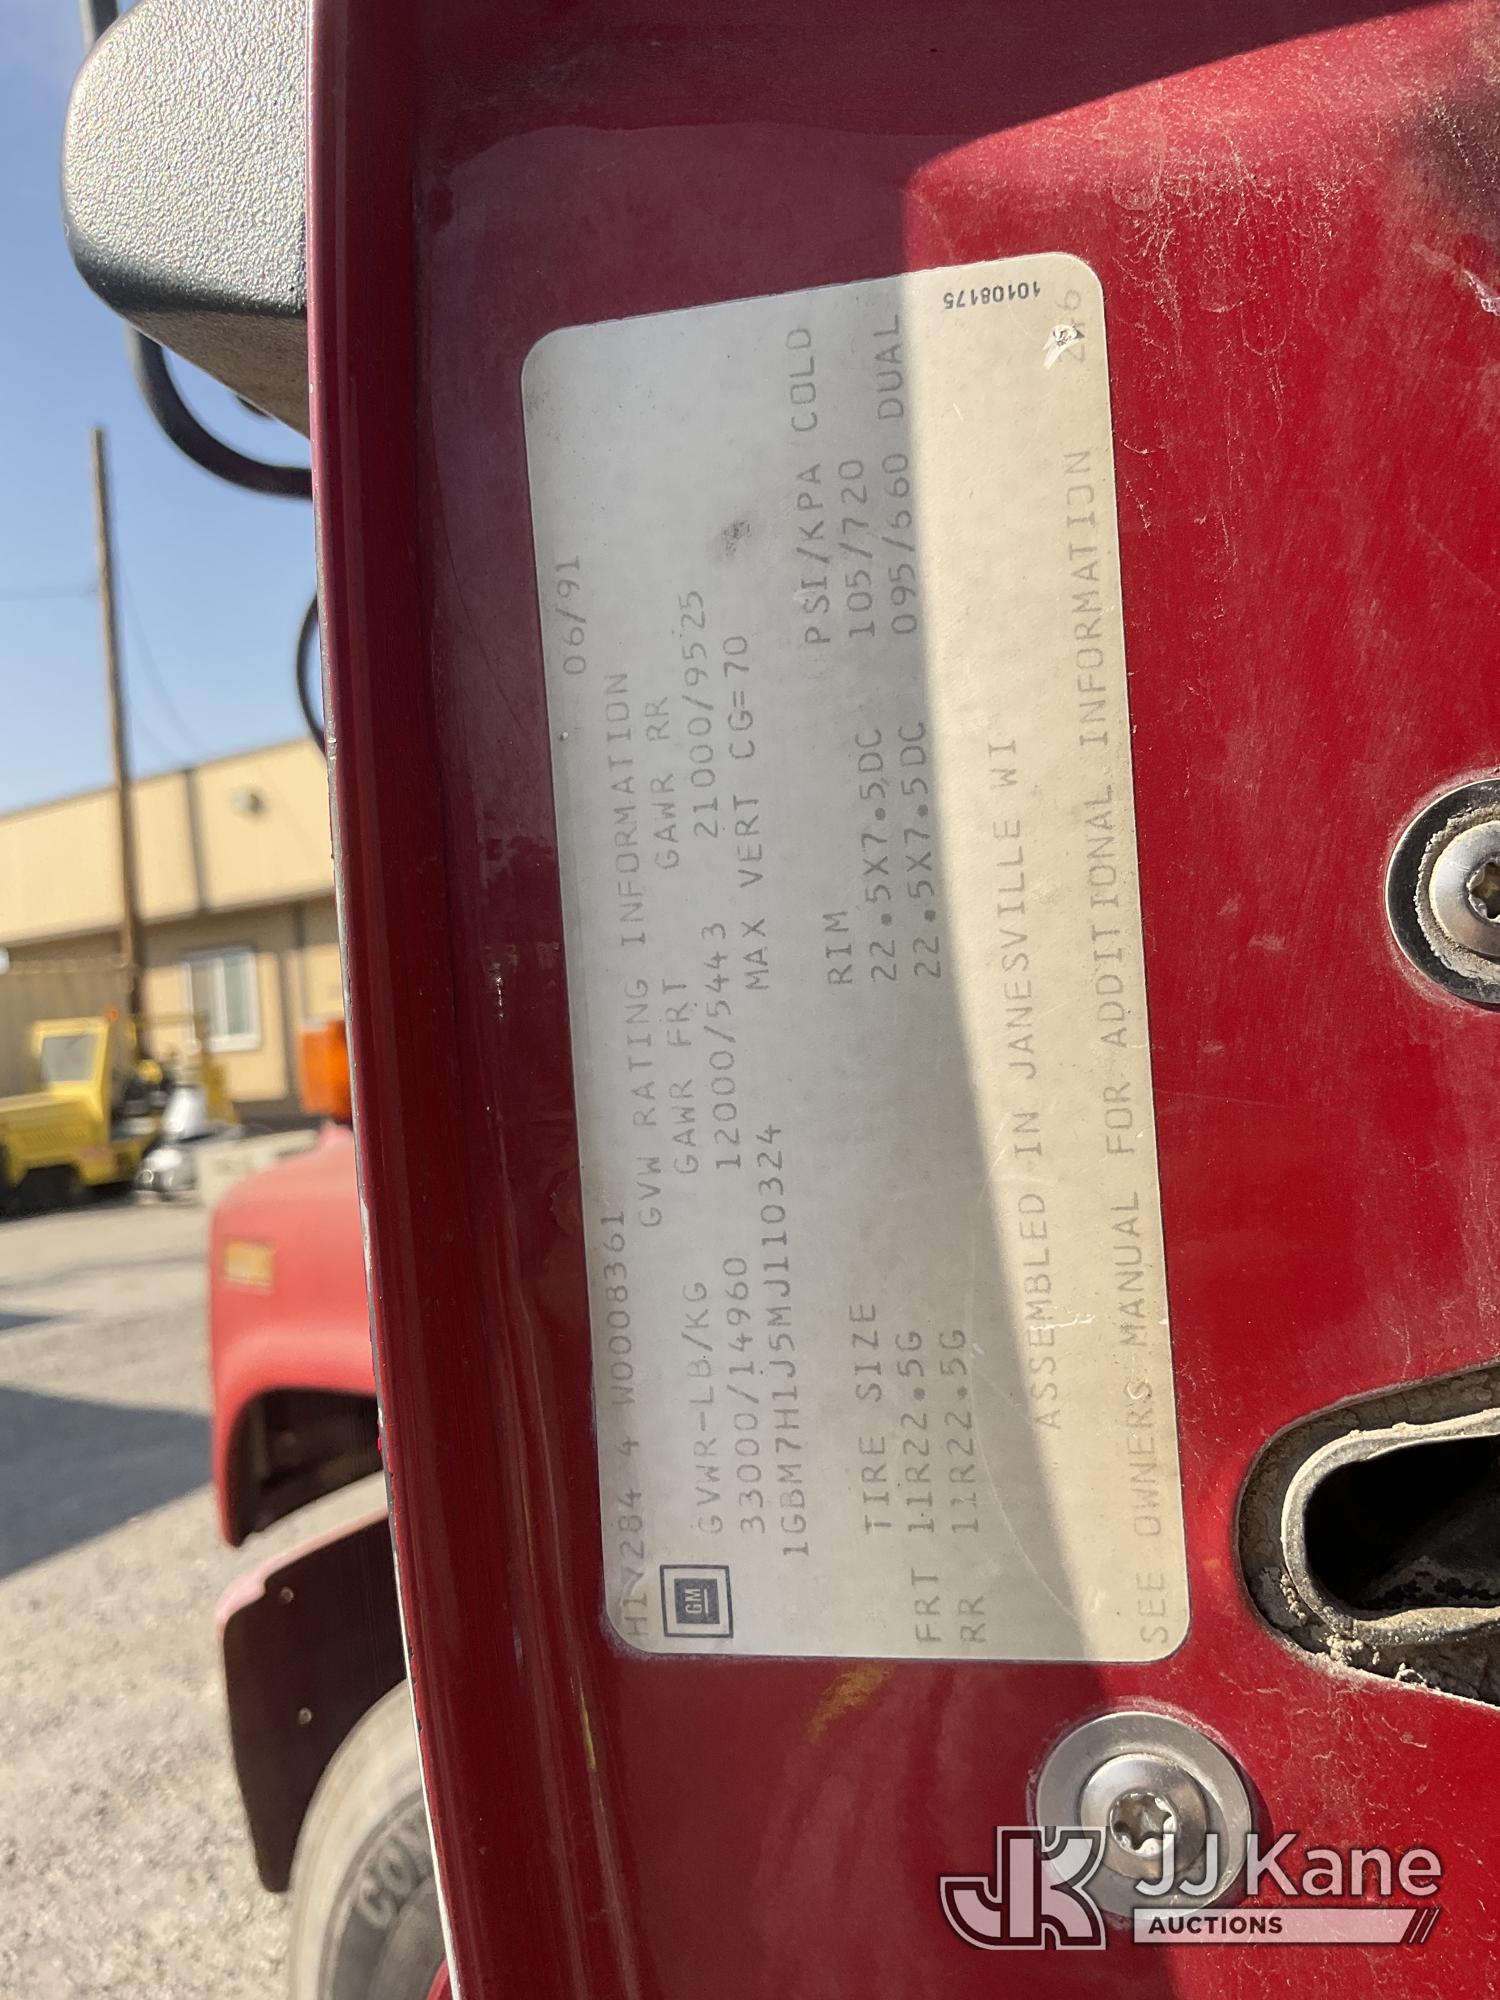 06/91
H1V284 4 W0008361
GVW RATING INFORMATION
GM
GVWR-LB/KG GAWR FRT GAWR RR
33000/14960 12000/5443 21000/9525
1GBM7H1J5MJ110324 MAX VERT CG=70
TIRE SIZE RIM PSI/KPA COLD
FRT 11R22.5G 22.5X7.5DC 105/720
RR 11R22.5G 22.5X7.5DC 095/660 DUAL
ASSEMBLED IN JANESVILLE WI
10108175
SEE OWNERS MANUAL FOR ADDITIONAL INFORMATION 246
JK
JJ Kane
AUCTIONS